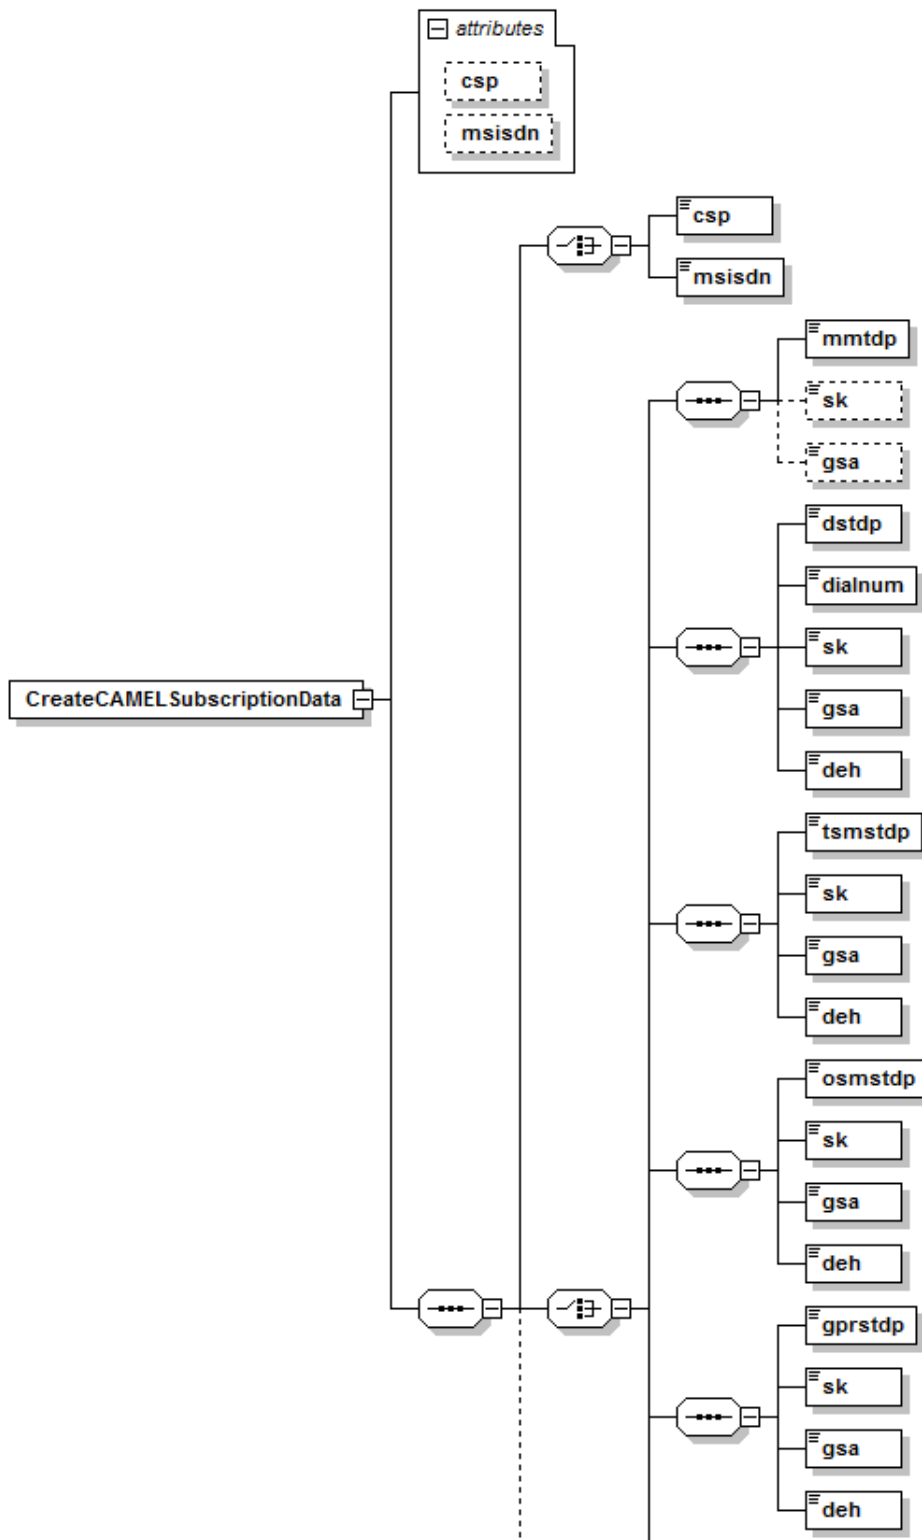 attributes
csp
msisdn
csp
msisdn
mmtdp
sk
gsa
dstdp
dialnum
sk
gsa
deh
CreateCAMELSubscriptionData
tsmstdp
sk
gsa
deh
osmstdp
sk
gsa
deh
gprstdp
sk
gsa
deh